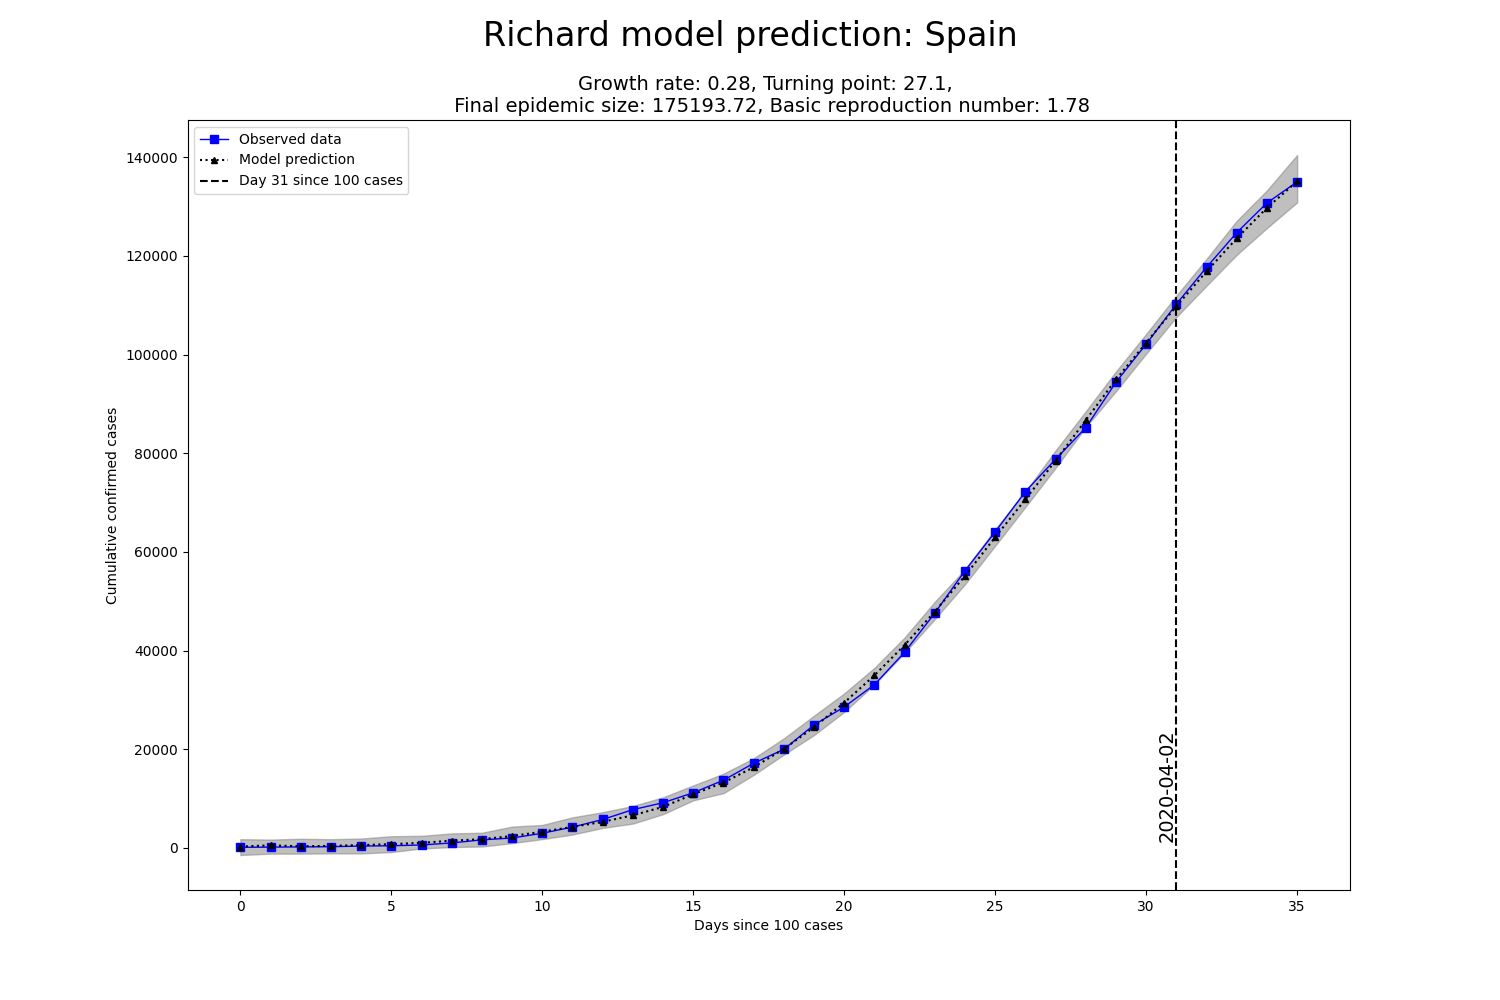 Richard model prediction: Spain
Growth rate: 0.28, Turning point: 27.1,
Final epidemic size: 175193.72, Basic reproduction number: 1.78
Observed data
Model prediction
Day 31 since 100 cases
140000
120000
100000
80000
60000
40000
20000
0
Cumulative confirmed cases
2020-04-02
0 5 10 15 20 25 30 35
Days since 100 cases